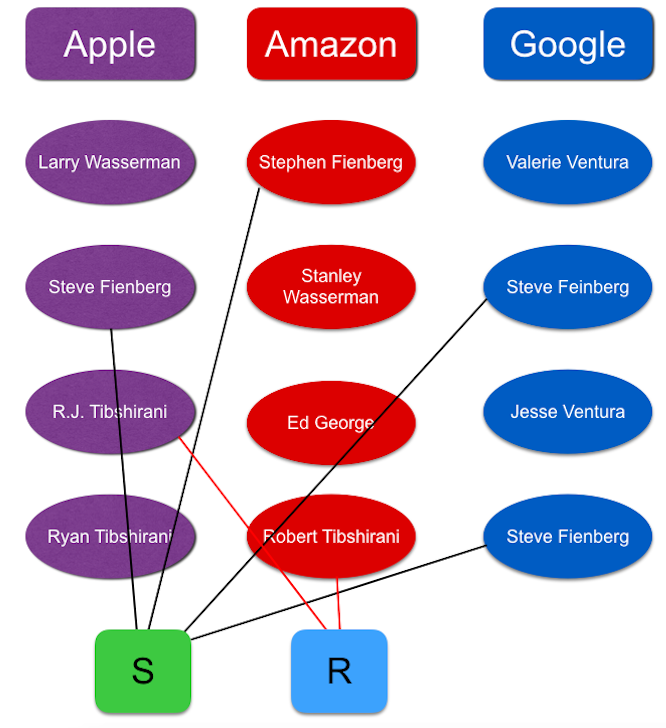 Apple
Amazon
Google
Larry Wasserman
Stephen Fienberg
Valerie Ventura
Steve Fienberg
Stanley
Wasserman
Steve Feinberg
R.J. Tibshirani
Ed George
Jesse Ventura
Ryan Tibshirani
Robert Tibshirani
Steve Fienberg
S
R